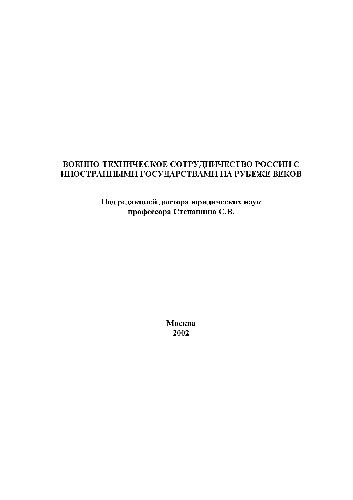 ВОЕННО-ТЕХНИЧЕСКОЕ СОТРУДНИЧЕСТВО РОССИИ С
ИНОСТРАННЫМИ ГОСУДАРСТВАМИ НА РУБЕЖЕ ВЕКОВ
Под редакцией доктора юридических наук
профессора Степашина С.В.
Москва
2002